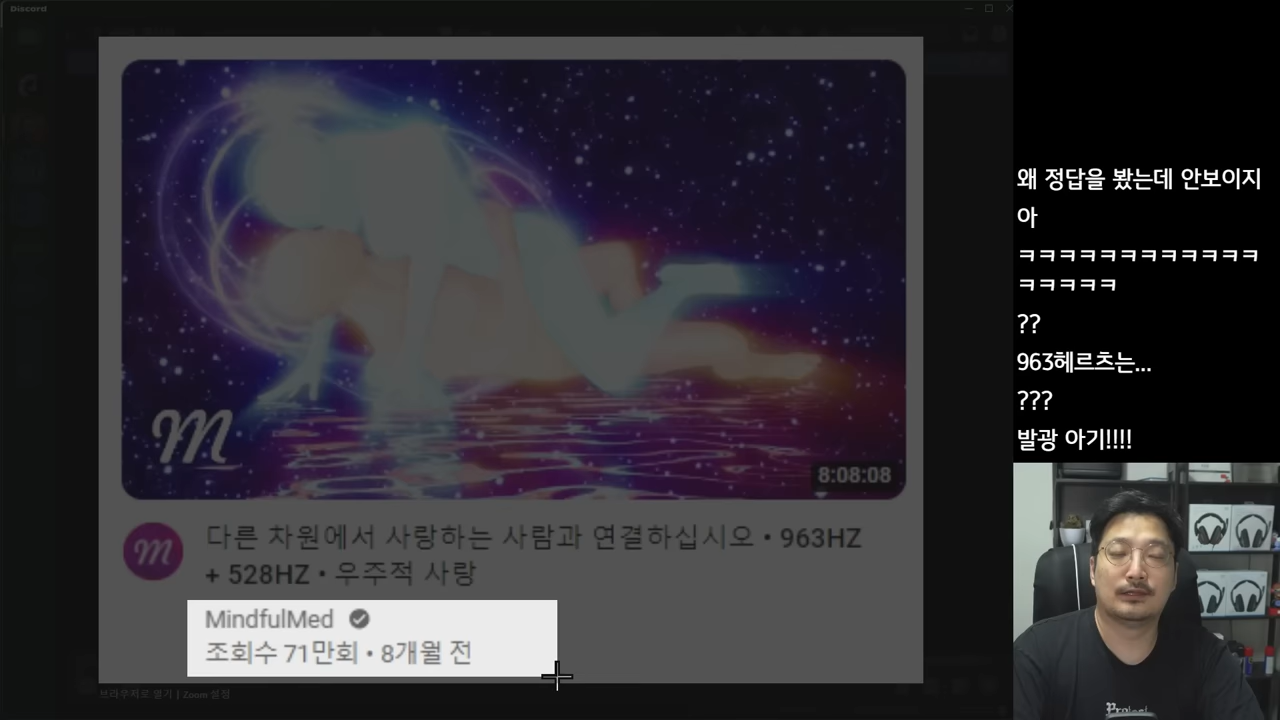 Discord
8:08:08
다른 차원에서 사랑하는 사람과 연결하십시오 • 963HZ
+ 528HZ • 우주적 사랑
MindfulMed
조회수 71만회 • 8개월 전
브라우저로 열기 | Zoom 설정
왜 정답을 봤는데 안보이지
아
ㅋㅋㅋㅋㅋㅋㅋㅋㅋㅋㅋㅋ
ㅋㅋㅋㅋㅋ
??
963헤르츠는...
???
발광 아기!!!!